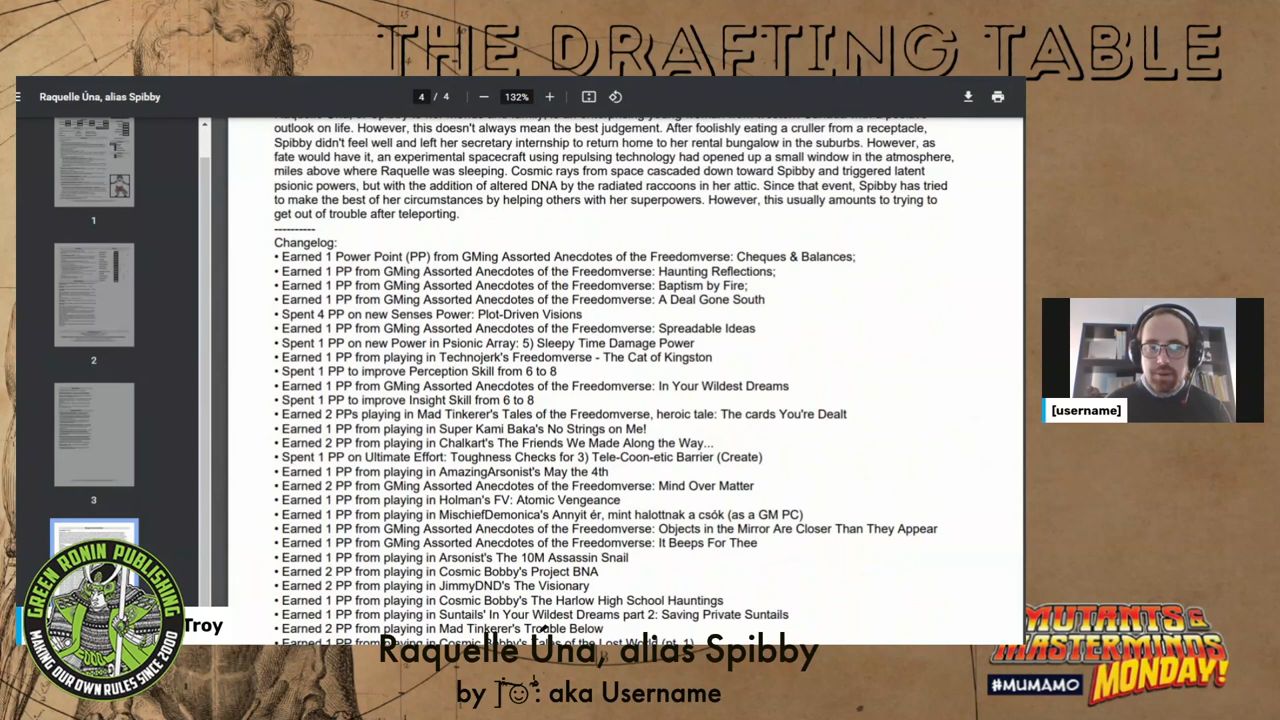 THE DRAFTING TABLE
Raquelle Úna, alias Spibby
4 / 4
132%
outlook on life. However, this doesn't always mean the best judgement. After foolishly eating a cruller from a receptacle,
Spibby didn't feel well and left her secretary internship to return home to her rental bungalow in the suburbs. However, as
fate would have it, an experimental spacecraft using repulsing technology had opened up a small window in the atmosphere,
miles above where Raquelle was sleeping. Cosmic rays from space cascaded down toward Spibby and triggered latent
psionic powers, but with the addition of altered DNA by the radiated raccoons in her attic. Since that event, Spibby has tried
to make the best of her circumstances by helping others with her superpowers. However, this usually amounts to trying to
get out of trouble after teleporting.
----------
Changelog:
• Earned 1 Power Point (PP) from GMing Assorted Anecdotes of the Freedomverse: Cheques & Balances;
• Earned 1 PP from GMing Assorted Anecdotes of the Freedomverse: Haunting Reflections;
• Earned 1 PP from GMing Assorted Anecdotes of the Freedomverse: Baptism by Fire;
• Earned 1 PP from GMing Assorted Anecdotes of the Freedomverse: A Deal Gone South
• Spent 4 PP on new Senses Power: Plot-Driven Visions
• Earned 1 PP from GMing Assorted Anecdotes of the Freedomverse: Spreadable Ideas
• Spent 1 PP on new Power in Psionic Array: 5) Sleepy Time Damage Power
• Earned 1 PP from playing in Technojerk's Freedomverse - The Cat of Kingston
• Spent 1 PP to improve Perception Skill from 6 to 8
• Earned 1 PP from GMing Assorted Anecdotes of the Freedomverse: In Your Wildest Dreams
• Spent 1 PP to improve Insight Skill from 6 to 8
• Earned 2 PPs playing in Mad Tinkerer's Tales of the Freedomverse, heroic tale: The cards You're Dealt
• Earned 1 PP from playing in Super Kami Baka's No Strings on Me!
• Earned 2 PP from playing in Chalkart's The Friends We Made Along the Way...
• Spent 1 PP on Ultimate Effort: Toughness Checks for 3) Tele-Coon-etic Barrier (Create)
• Earned 1 PP from playing in AmazingArsonist's May the 4th
• Earned 2 PP from GMing Assorted Anecdotes of the Freedomverse: Mind Over Matter
• Earned 1 PP from playing in Holman's FV: Atomic Vengeance
• Earned 1 PP from playing in MischiefDemonica's Annyit ér, mint halottnak a csók (as a GM PC)
• Earned 1 PP from GMing Assorted Anecdotes of the Freedomverse: Objects in the Mirror Are Closer Than They Appear
• Earned 1 PP from GMing Assorted Anecdotes of the Freedomverse: It Beeps For Thee
• Earned 1 PP from playing in Arsonist's The 10M Assassin Snail
• Earned 2 PP from playing in Cosmic Bobby's Project BNA
• Earned 2 PP from playing in JimmyDND's The Visionary
• Earned 1 PP from playing in Cosmic Bobby's The Harlow High School Hauntings
• Earned 1 PP from playing in Suntails' In Your Wildest Dreams part 2: Saving Private Suntails
• Earned 2 PP from playing in Mad Tinkerer's Trouble Below
• Earned 1 PP from playing in Cosmic Bobby's Tales of the Lost World (pt. 1)
1
2
3
[username]
GREEN RONIN PUBLISHING
MAKING OUR OWN RULES SINCE 2000
Troy
Raquelle Úna, alias Spibby
by : aka Username
MUTANTS &
MASTERMINDS
MONDAY!
#MUMAMO